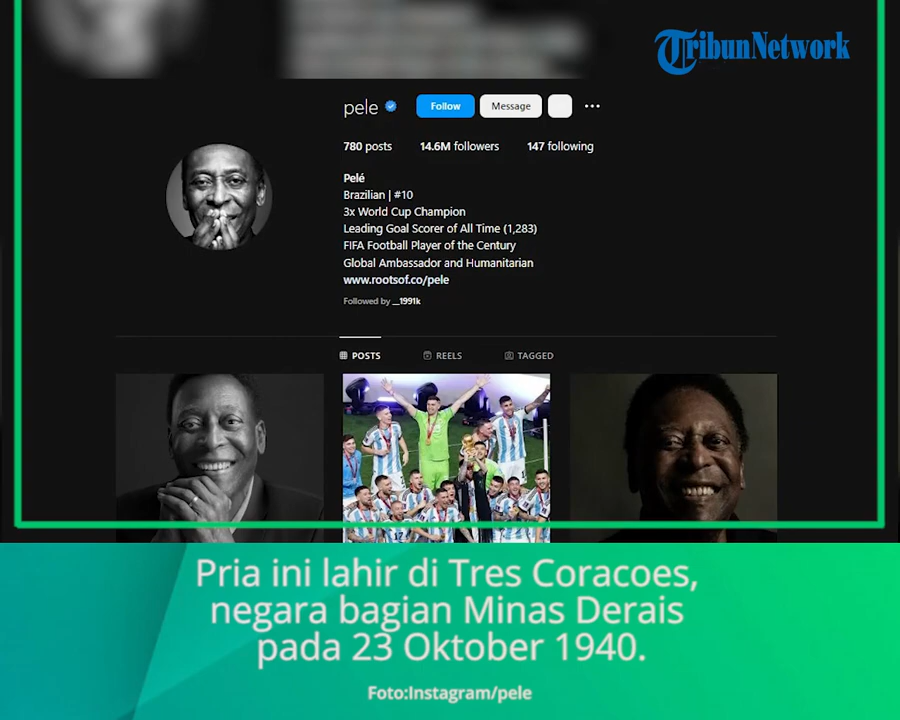 TribunNetwork
pele Follow Message
780 posts 14.6M followers 147 following
Pelé
Brazilian | #10
3x World Cup Champion
Leading Goal Scorer of All Time (1,283)
FIFA Football Player of the Century
Global Ambassador and Humanitarian
www.rootsof.co/pele
Followed by __1991k
POSTS REELS TAGGED
17
Pria ini lahir di Tres Coracoes,
negara bagian Minas Derais
pada 23 Oktober 1940.
Foto:Instagram/pele